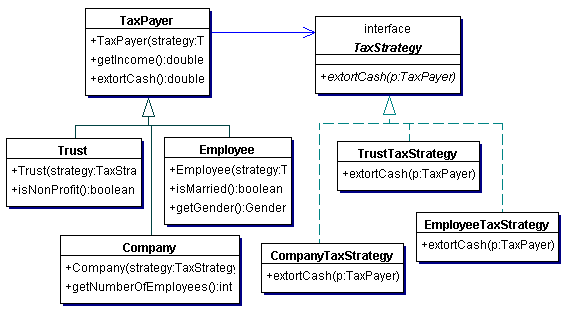 TaxPayer
+TaxPayer(strategy:T
+getIncome():double
+extortCash():double
interface
TaxStrategy
+extortCash(p:TaxPayer)
Trust
+Trust(strategy:TaxStra
+isNonProfit():boolean
Employee
+Employee(strategy:T
+isMarried():boolean
+getGender():Gender
TrustTaxStrategy
+extortCash(p:TaxPayer)
EmployeeTaxStrategy
+extortCash(p:TaxPayer)
Company
+Company(strategy:TaxStrategy
+getNumberOfEmployees():int
CompanyTaxStrategy
+extortCash(p:TaxPayer)